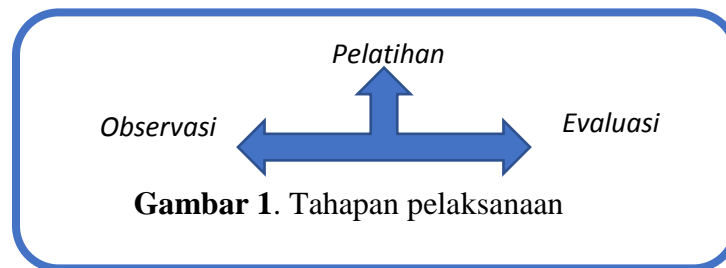 Pelatihan
Observasi
Evaluasi
Gambar 1. Tahapan pelaksanaan